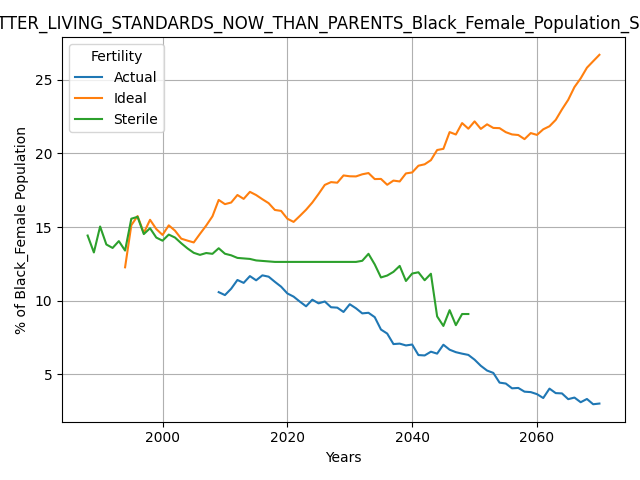 TTER_LIVING_STANDARDS_NOW_THAN_PARENTS_Black_Female_Population_S
Fertility
Actual
Ideal
Sterile
% of Black_Female Population
25
20
15
10
5
2000 2020 2040 2060
Years